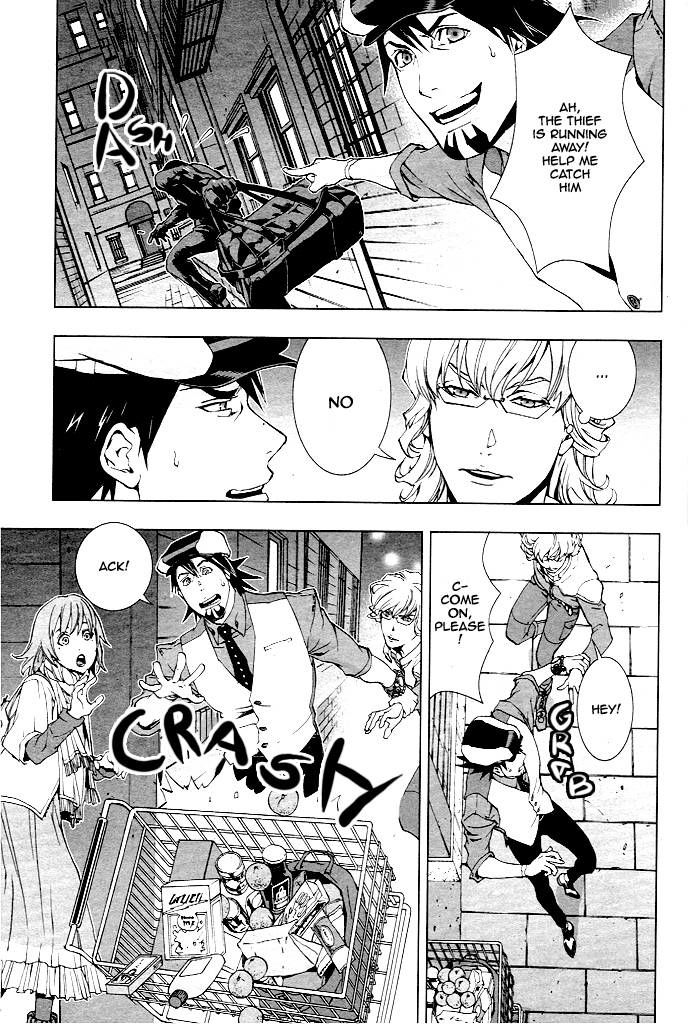 AH,
THE THIEF
IS RUNNING
AWAY!
HELP ME
CATCH
HIM
DASH
...
NO
HEY!
GRAB
C-
COME
ON,
PLEASE
!
ACK!
CRASH